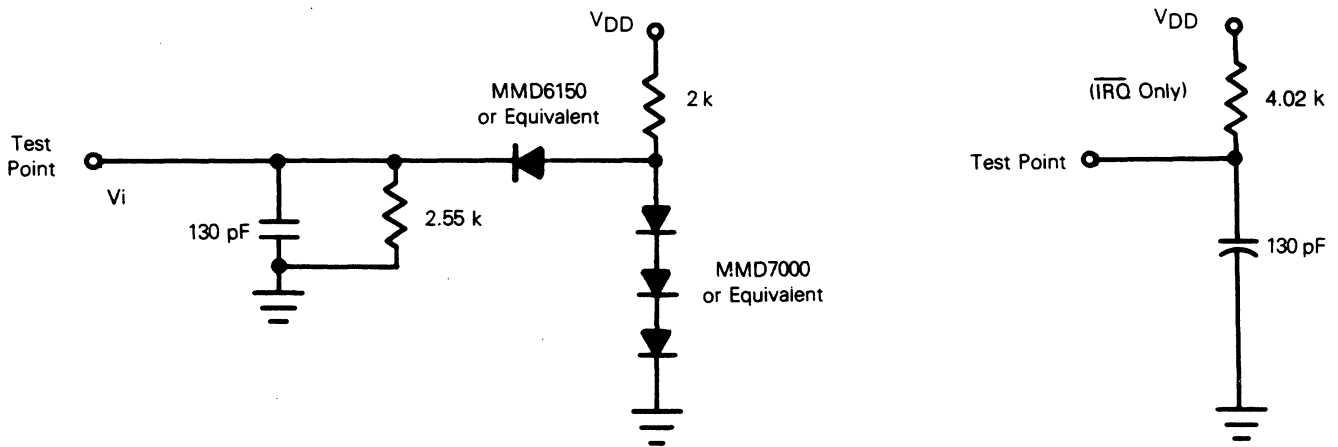 VDD
MMD6150
or Equivalent
2 k
Test
Point
Vi
130 pF
2.55 k
MMD7000
or Equivalent
VDD
(IRQ Only)
4.02 k
Test Point
130 pF